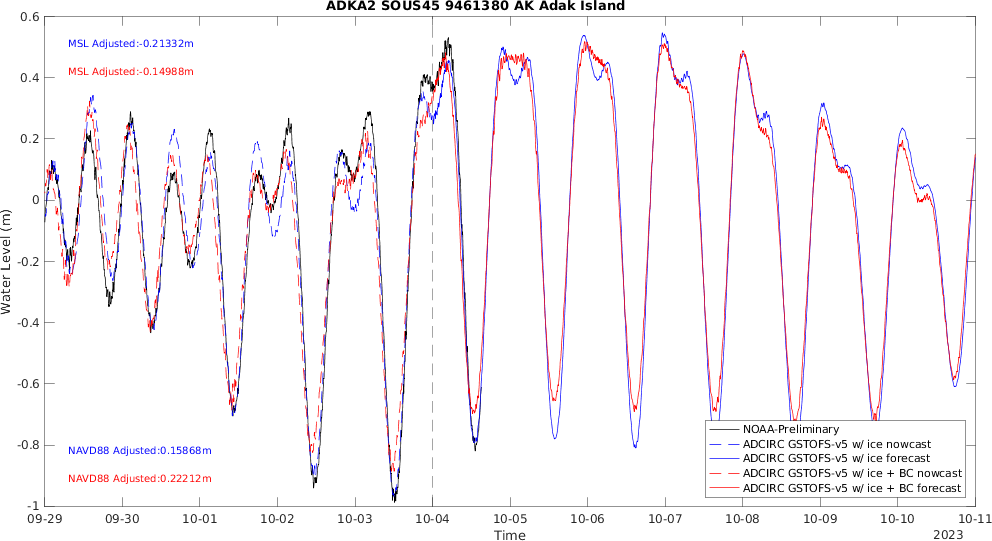 ADKA2 SOUS45 9461380 AK Adak Island
0.6
0.4
0.2
0
-0.2
-0.4
-0.6
-0.8
-1
Water Level (m)
MSL Adjusted:-0.21332m
MSL Adjusted:-0.14988m
NAVD88 Adjusted:0.15868m
NAVD88 Adjusted:0.22212m
NOAA-Preliminary
ADCIRC GSTOFS-v5 w/ ice nowcast
ADCIRC GSTOFS-v5 w/ ice forecast
ADCIRC GSTOFS-v5 w/ ice + BC nowcast
ADCIRC GSTOFS-v5 w/ ice + BC forecast
09-29 09-30 10-01 10-02 10-03 10-04 10-05 10-06 10-07 10-08 10-09 10-10 10-11
Time
2023